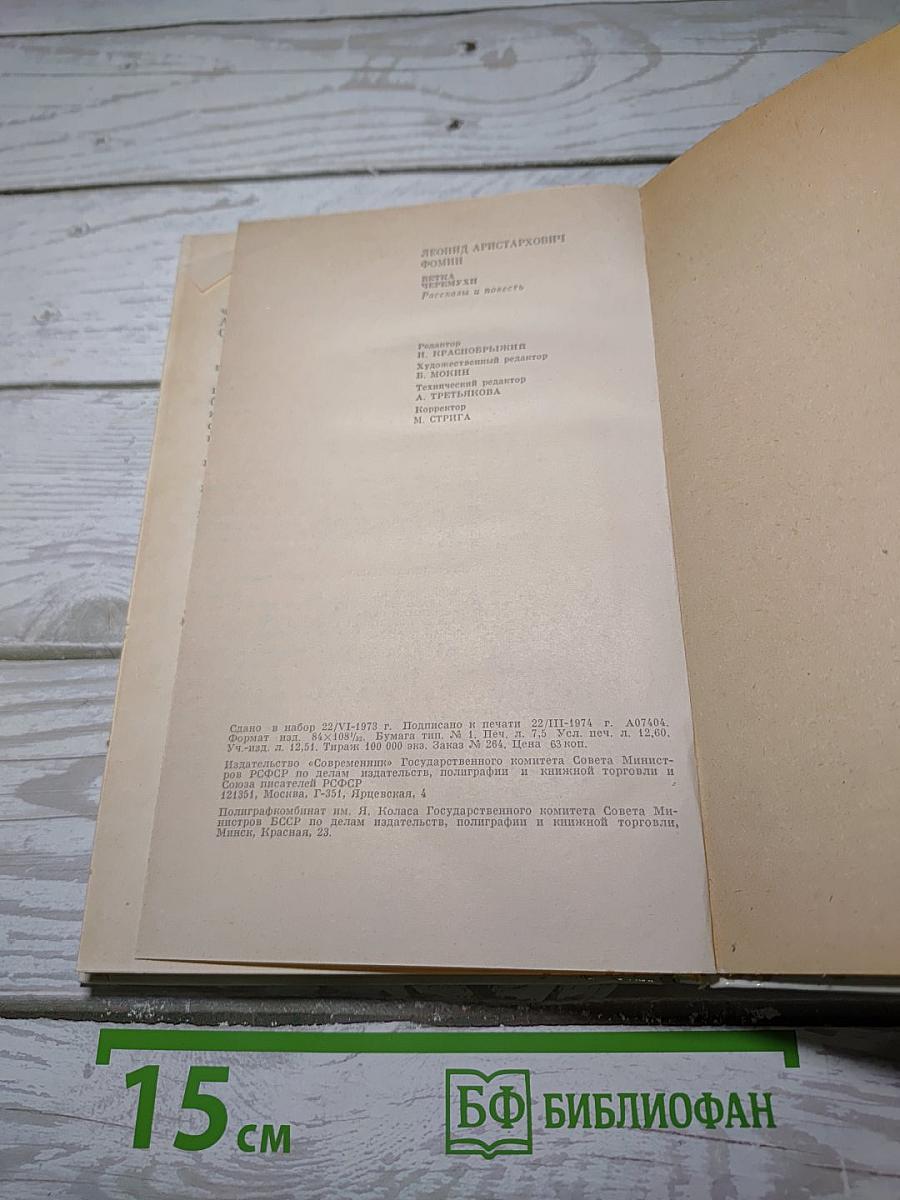 ЛЕОНИД АРИСТАРХОВИЧ
ФОМИН
ВЕТКА
ЧЕРЕМУХИ
Рассказы и повесть
Редактор
И. КРАСНОБРЫЖИЙ
Художественный редактор
Б. МОКИН
Технический редактор
А. ТРЕТЬЯКОВА
Корректор
М. СТРИГА
Сдано в набор 22/VI-1973 г. Подписано к печати 22/III-1974 г. А07404.
Формат изд. 84×108¹/₃₂. Бумага тип. № 1. Печ. л. 7,5 Усл. печ. л. 12,60.
Уч.-изд. л. 12,51. Тираж 100 000 экз. Заказ № 264. Цена 63 коп.
Издательство «Современник» Государственного комитета Совета Минист-
ров РСФСР по делам издательств, полиграфии и книжной торговли и
Союза писателей РСФСР
121351, Москва, Г-351, Ярцевская, 4
Полиграфкомбинат им. Я. Коласа Государственного комитета Совета Ми-
нистров БССР по делам издательств, полиграфии и книжной торговли,
Минск, Красная, 23.
15 см
БФ БИБЛИОФАН